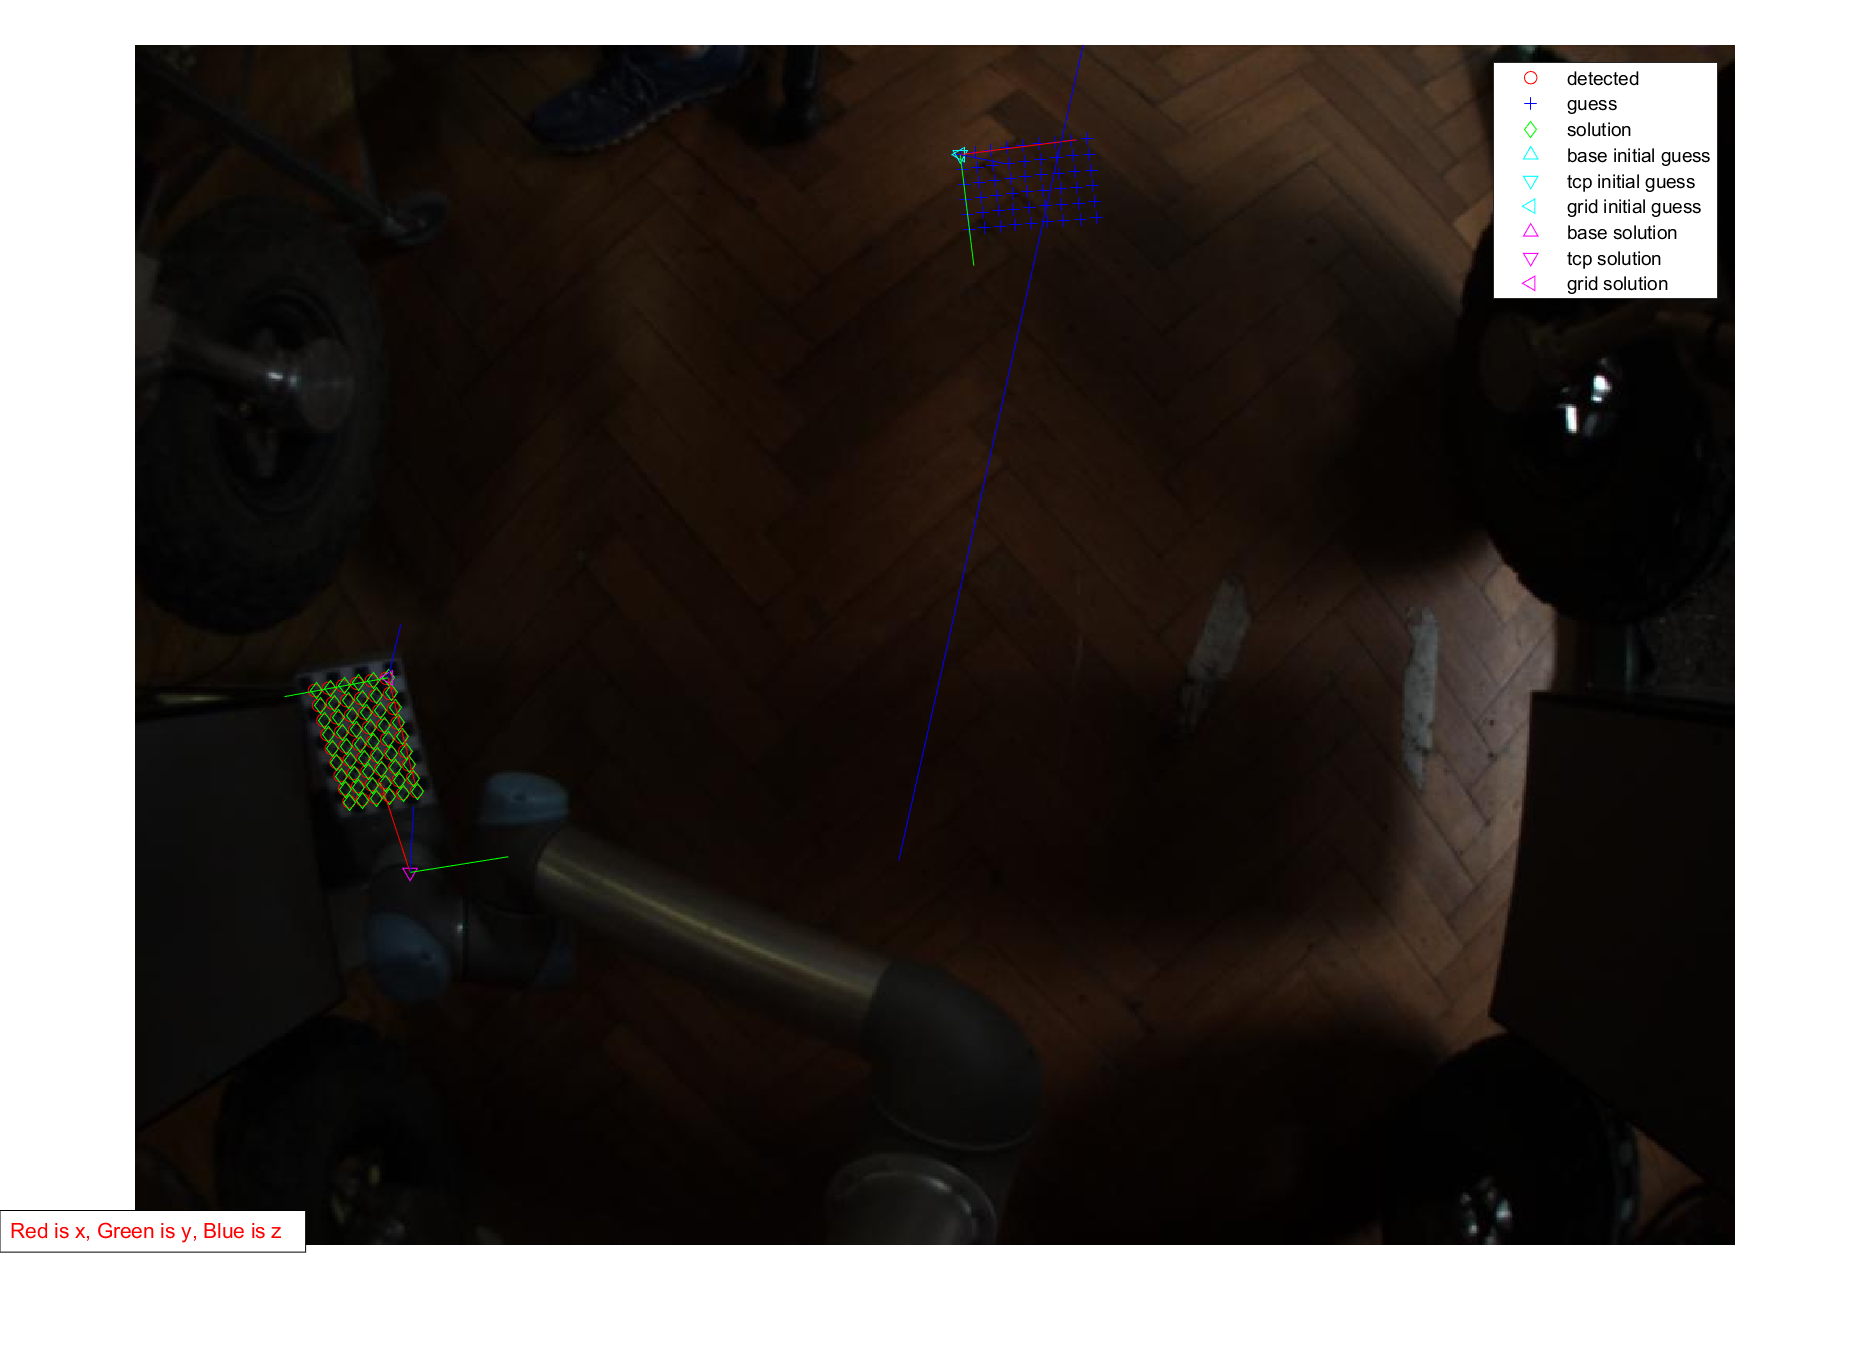 detected
guess
solution
base initial guess
tcp initial guess
grid initial guess
base solution
tcp solution
grid solution
Red is x, Green is y, Blue is z